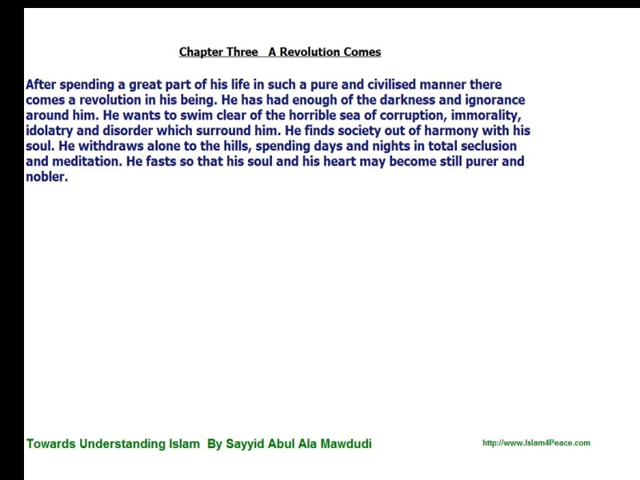 Chapter Three A Revolution Comes
After spending a great part of his life in such a pure and civilised manner there
comes a revolution in his being. He has had enough of the darkness and ignorance
around him. He wants to swim clear of the horrible sea of corruption, immorality,
idolatry and disorder which surround him. He finds society out of harmony with his
soul. He withdraws alone to the hills, spending days and nights in total seclusion
and meditation. He fasts so that his soul and his heart may become still purer and
nobler.
Towards Understanding Islam By Sayyid Abul Ala Mawdudi
http://www.Islam4Peace.com